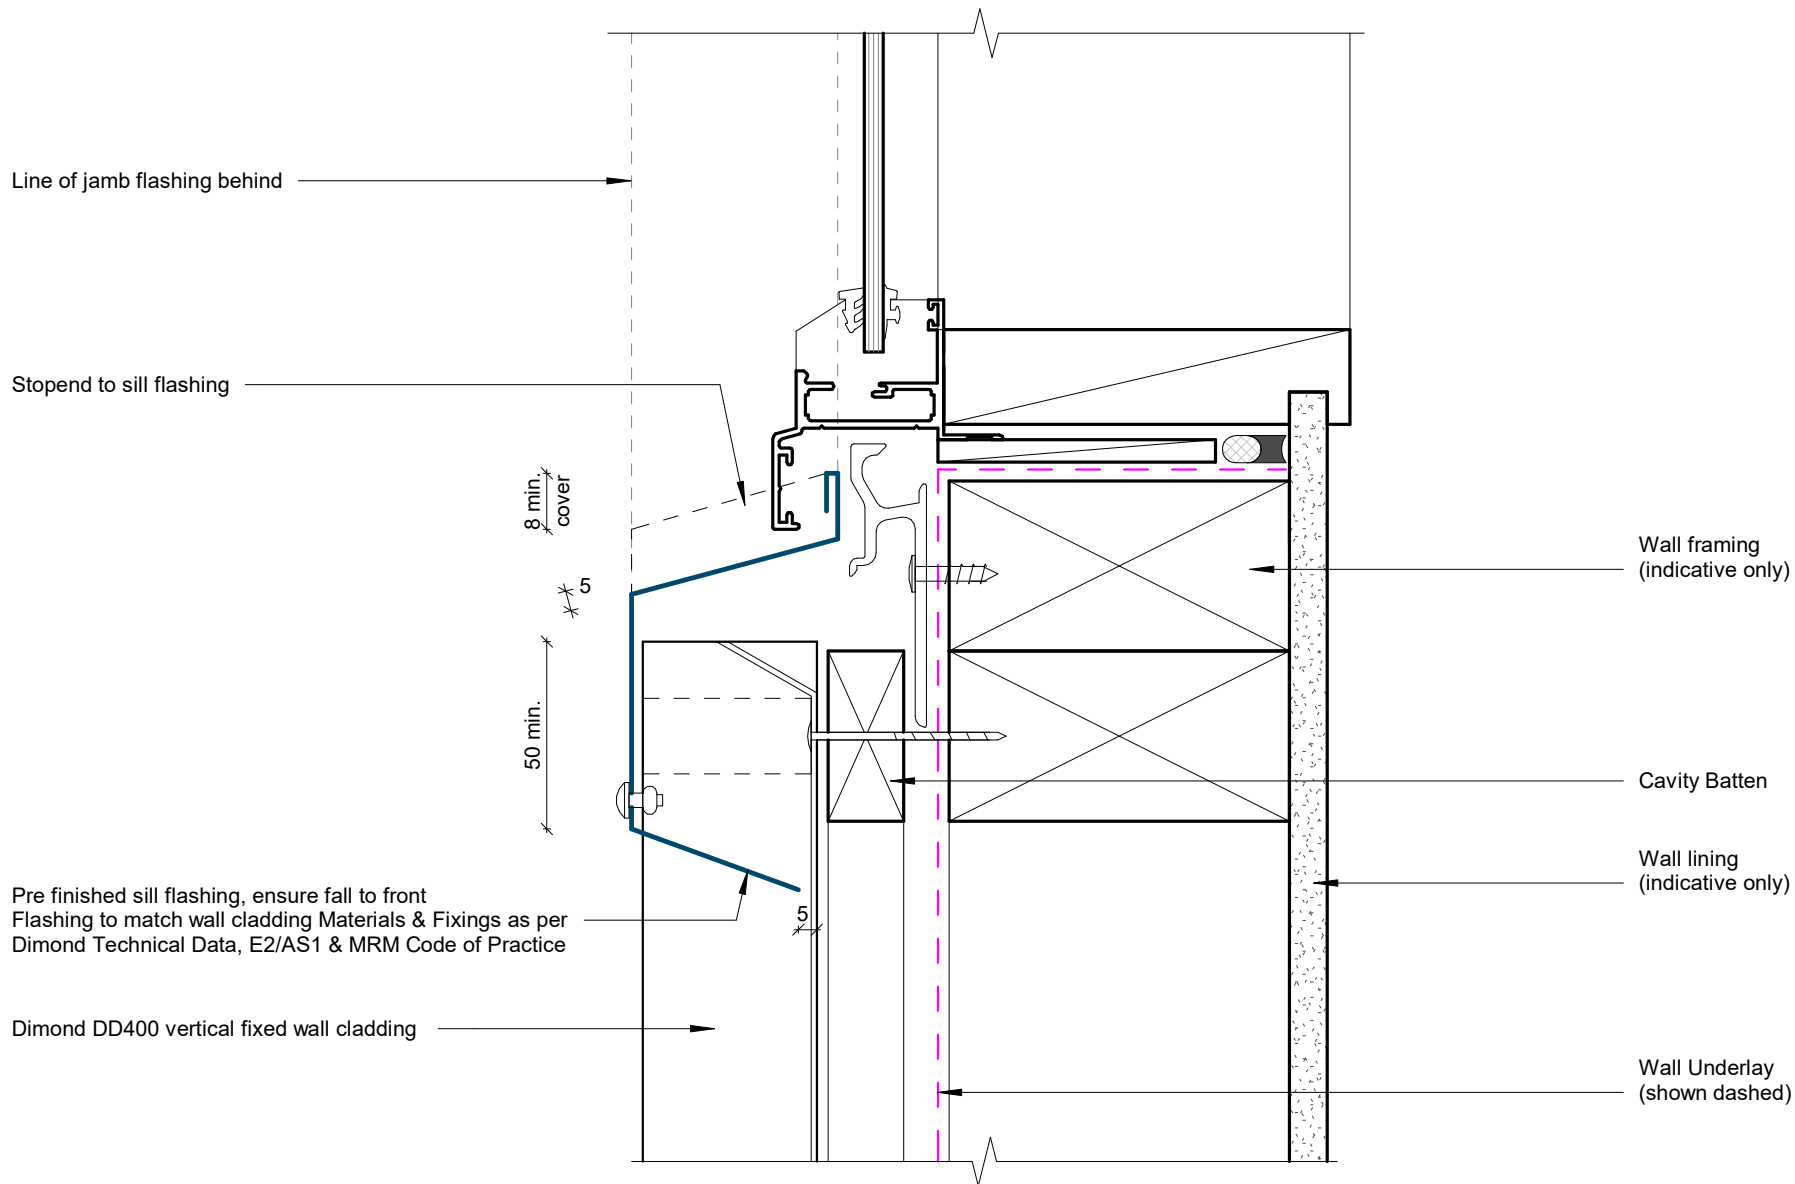 Line of jamb flashing behind
Stopend to sill flashing
8 min.
cover
5
50 min.
Pre finished sill flashing, ensure fall to front
Flashing to match wall cladding Materials & Fixings as per
Dimond Technical Data, E2/AS1 & MRM Code of Practice
5
Dimond DD400 vertical fixed wall cladding
Wall framing
(indicative only)
Cavity Batten
Wall lining
(indicative only)
Wall Underlay
(shown dashed)